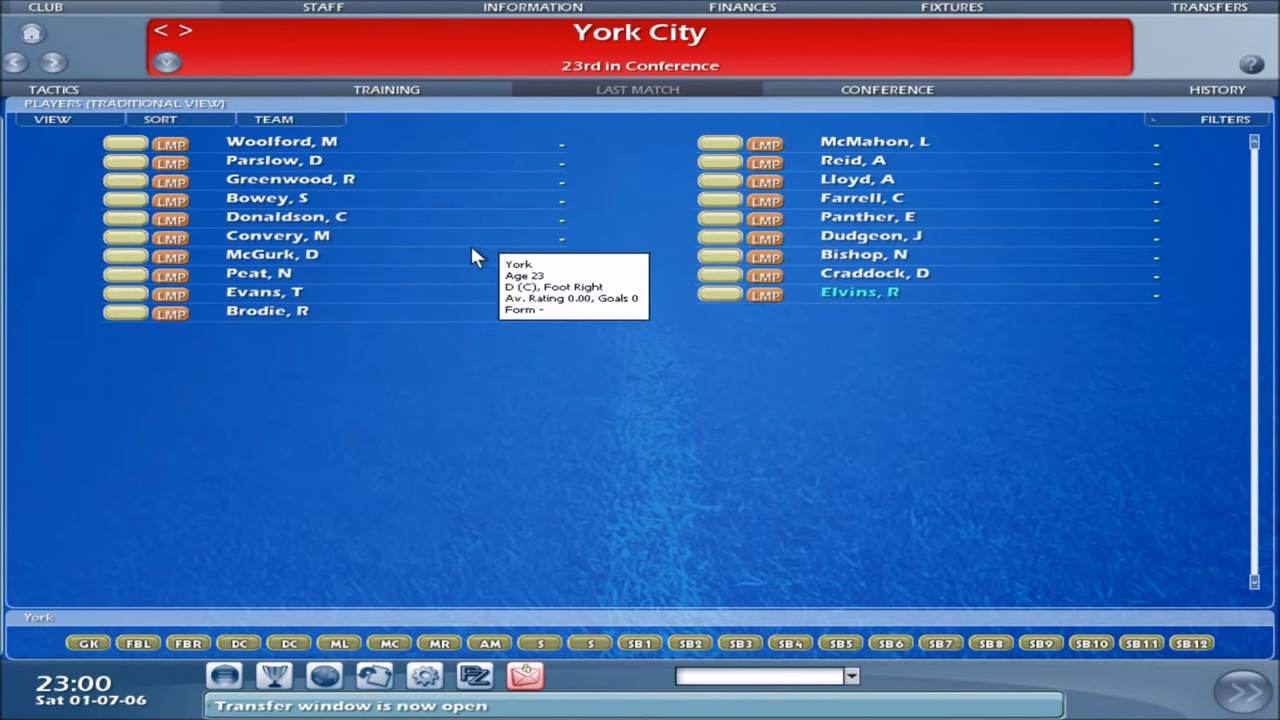 CLUB STAFF INFORMATION FINANCES FIXTURES TRANSFERS
< >
York City
23rd in Conference
?
TACTICS TRAINING LAST MATCH CONFERENCE HISTORY
PLAYERS (TRADITIONAL VIEW)
VIEW SORT TEAM FILTERS
LMP Woolford, M - LMP McMahon, L -
LMP Parslow, D - LMP Reid, A -
LMP Greenwood, R - LMP Lloyd, A -
LMP Bowey, S - LMP Farrell, C -
LMP Donaldson, C - LMP Panther, E -
LMP Convery, M - LMP Dudgeon, J -
LMP McGurk, D LMP Bishop, N -
LMP Peat, N LMP Craddock, D -
LMP Evans, T LMP Elvins, R -
LMP Brodie, R
York
Age 23
D (C), Foot Right
Av. Rating 0.00, Goals 0
Form -
York
GK FBL FBR DC DC ML MC MR AM S S SB1 SB2 SB3 SB4 SB5 SB6 SB7 SB8 SB9 SB10 SB11 SB12
23:00
Sat 01-07-06
Transfer window is now open